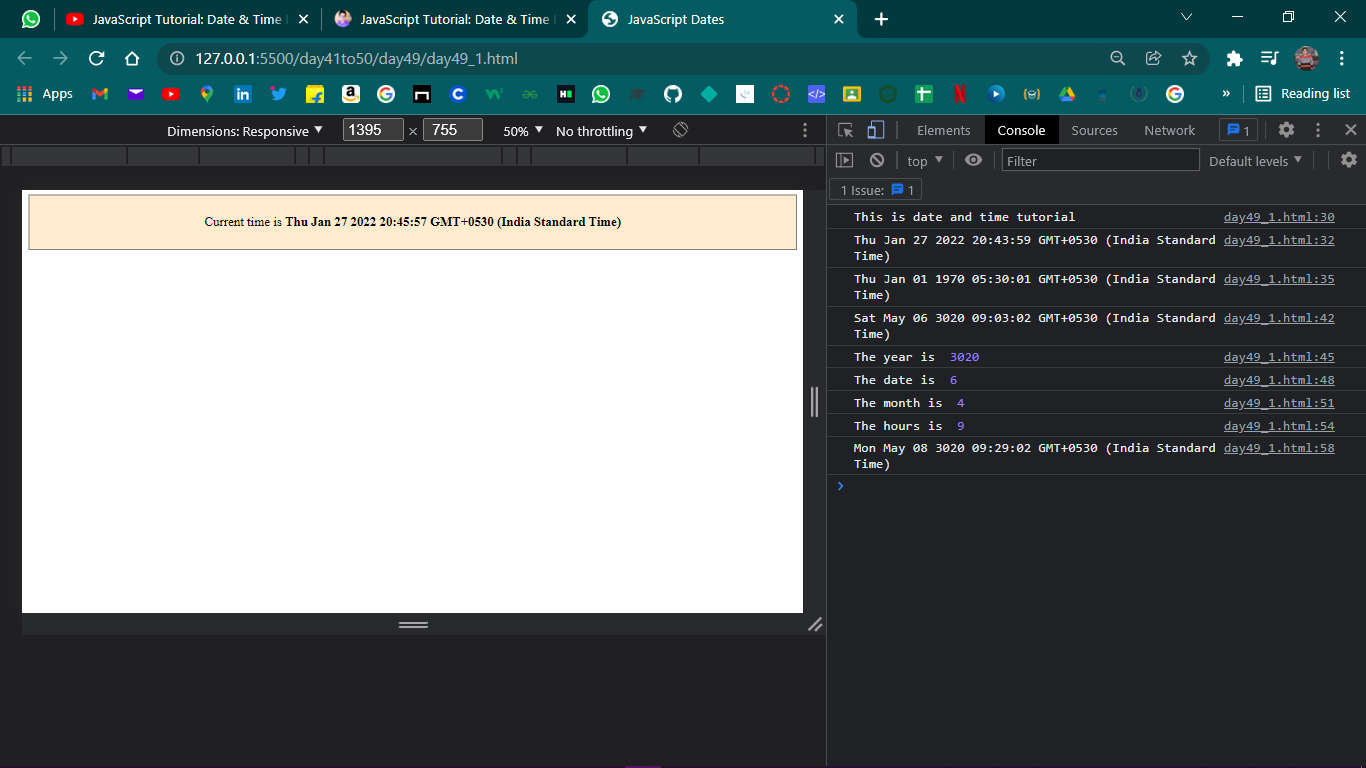 JavaScript Tutorial: Date & Time
JavaScript Tutorial: Date & Time
JavaScript Dates
127.0.0.1:5500/day41to50/day49/day49_1.html
Apps
Reading list
Dimensions: Responsive
1395 × 755
50%
No throttling
Elements
Console
Sources
Network
1
top
Filter
Default levels
1 Issue: 1
Current time is Thu Jan 27 2022 20:45:57 GMT+0530 (India Standard Time)
This is date and time tutorial day49_1.html:30
Thu Jan 27 2022 20:43:59 GMT+0530 (India Standard day49_1.html:32
Time)
Thu Jan 01 1970 05:30:01 GMT+0530 (India Standard day49_1.html:35
Time)
Sat May 06 3020 09:03:02 GMT+0530 (India Standard day49_1.html:42
Time)
The year is 3020 day49_1.html:45
The date is 6 day49_1.html:48
The month is 4 day49_1.html:51
The hours is 9 day49_1.html:54
Mon May 08 3020 09:29:02 GMT+0530 (India Standard day49_1.html:58
Time)